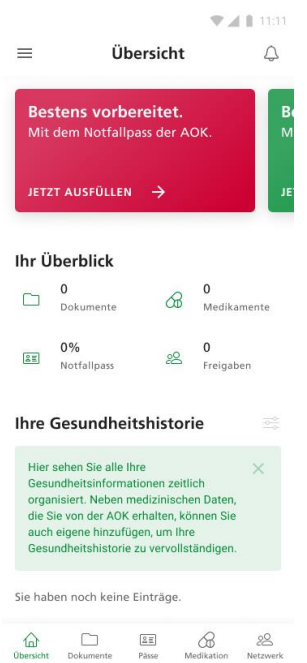 11:11
Übersicht
Bestens vorbereitet.
Mit dem Notfallpass der AOK.
JETZT AUSFÜLLEN
Ihr Überblick
0
Dokumente
0
Medikamente
0%
Notfallpass
0
Freigaben
Ihre Gesundheitshistorie
Hier sehen Sie alle Ihre
Gesundheitsinformationen zeitlich
organisiert. Neben medizinischen Daten,
die Sie von der AOK erhalten, können Sie
auch eigene hinzufügen, um Ihre
Gesundheitshistorie zu vervollständigen.
Sie haben noch keine Einträge.
Übersicht
Dokumente
Pässe
Medikation
Netzwerk